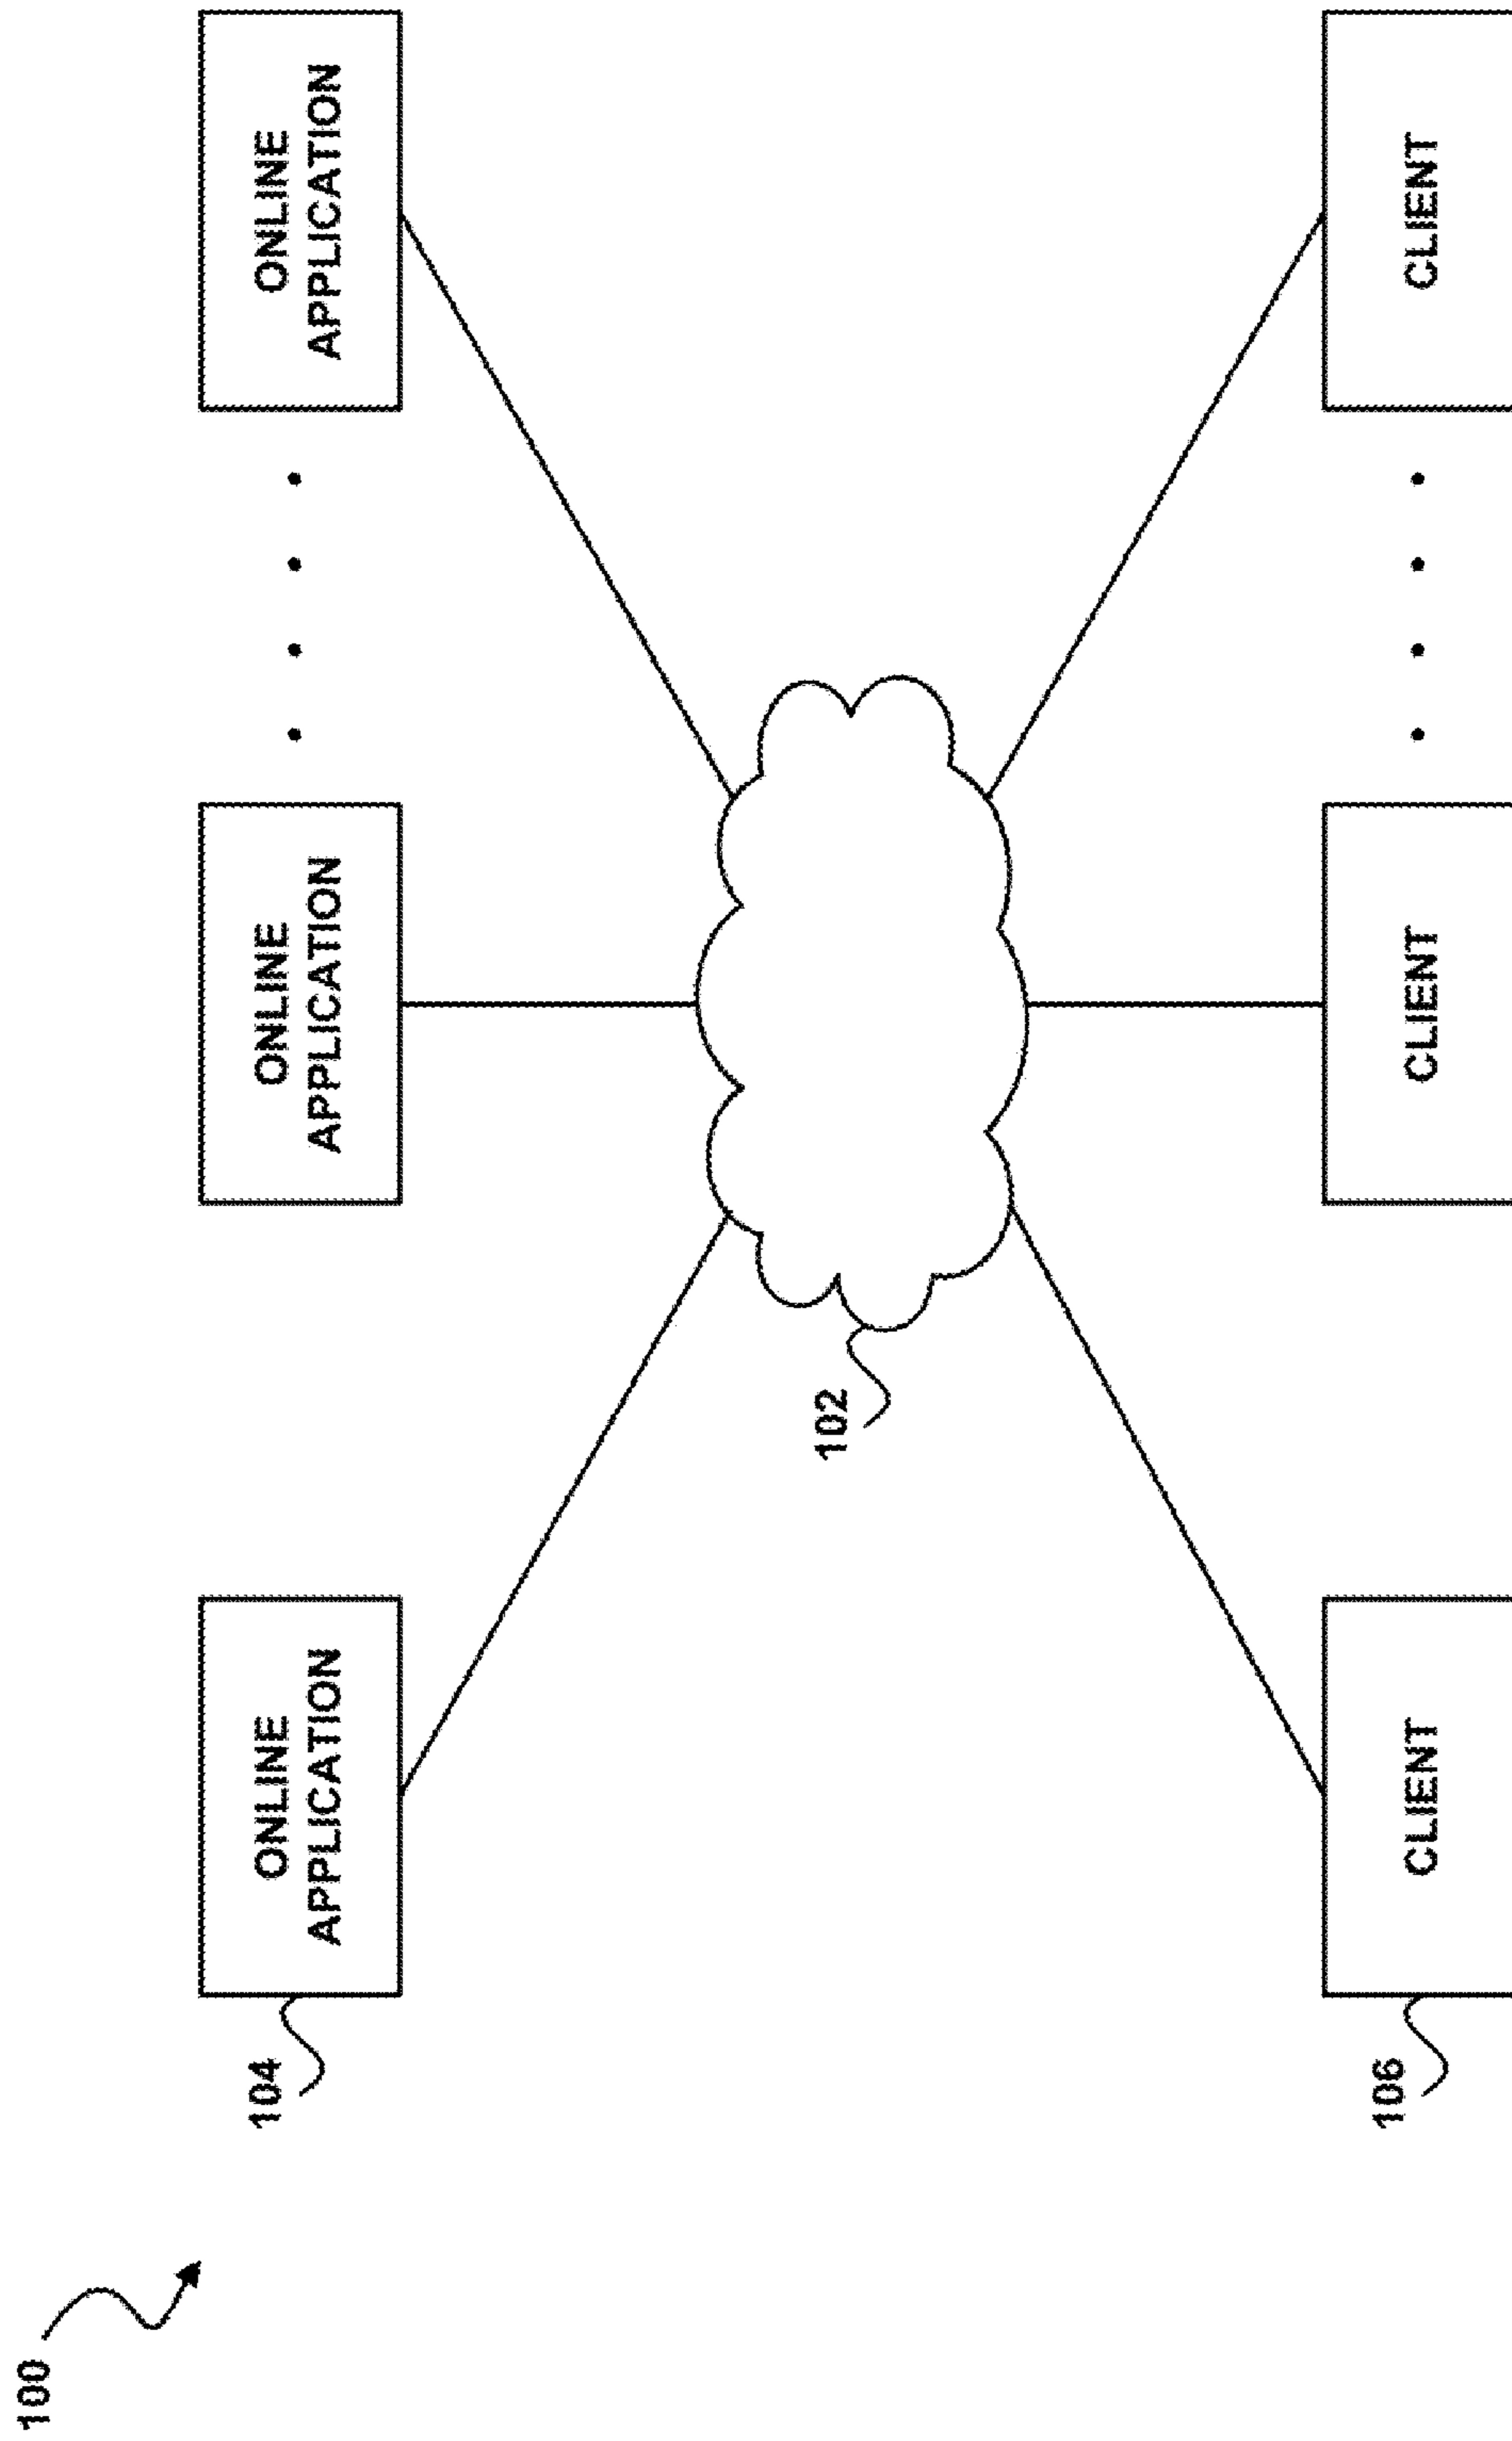 100
104
ONLINE
APPLICATION
ONLINE
APPLICATION
ONLINE
APPLICATION
102
106
CLIENT
CLIENT
CLIENT